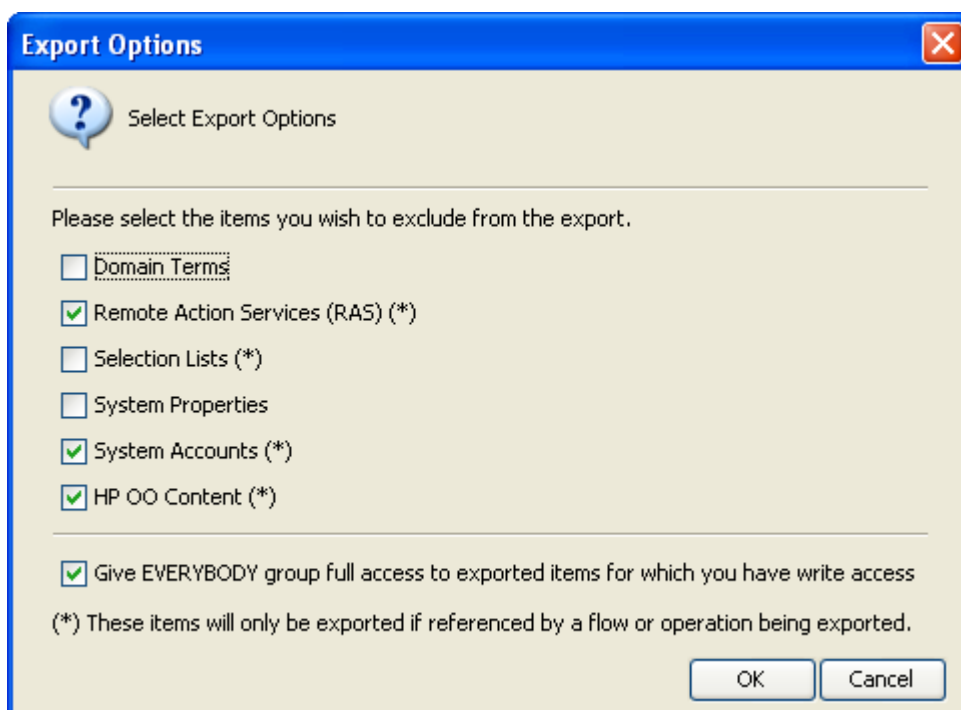 Export Options
Select Export Options
Please select the items you wish to exclude from the export.
Domain Terms
Remote Action Services (RAS) (*)
Selection Lists (*)
System Properties
System Accounts (*)
HP OO Content (*)
Give EVERYBODY group full access to exported items for which you have write access
(*) These items will only be exported if referenced by a flow or operation being exported.
OK Cancel